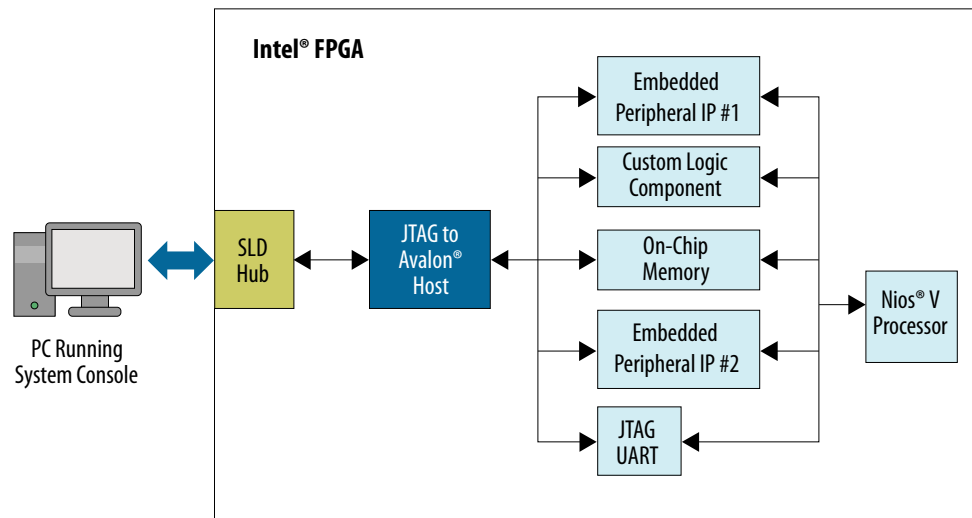 Intel® FPGA
Embedded
Peripheral IP #1
Custom Logic
Component
SLD
Hub
JTAG to
Avalon®
Host
On-Chip
Memory
Nios® V
Processor
PC Running
System Console
Embedded
Peripheral IP #2
JTAG
UART